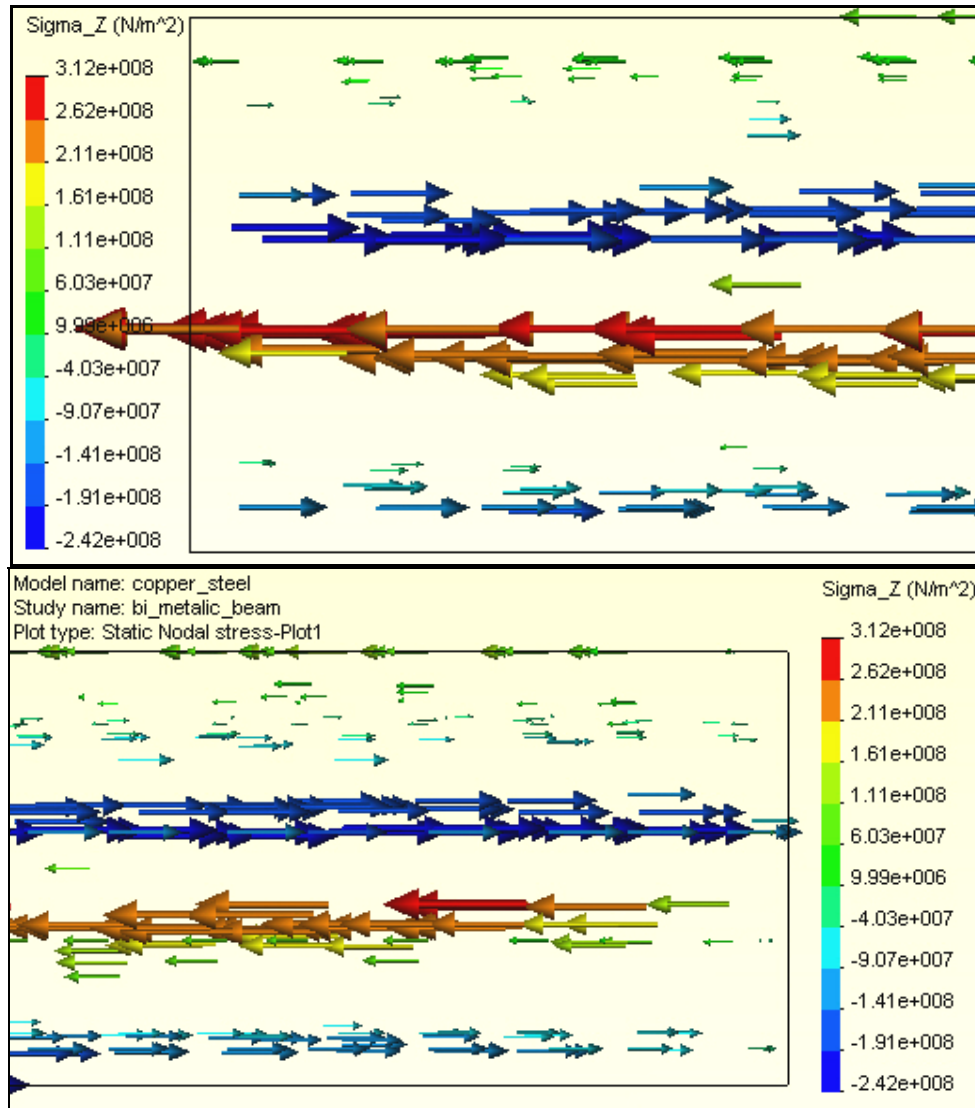 Sigma_Z (N/m^2)
3.12e+008
2.62e+008
2.11e+008
1.61e+008
1.11e+008
6.03e+007
9.99e+006
-4.03e+007
-9.07e+007
-1.41e+008
-1.91e+008
-2.42e+008
Model name: copper_steel
Study name: bi_metalic_beam
Plot type: Static Nodal stress-Plot1
Sigma_Z (N/m^2)
3.12e+008
2.62e+008
2.11e+008
1.61e+008
1.11e+008
6.03e+007
9.99e+006
-4.03e+007
-9.07e+007
-1.41e+008
-1.91e+008
-2.42e+008